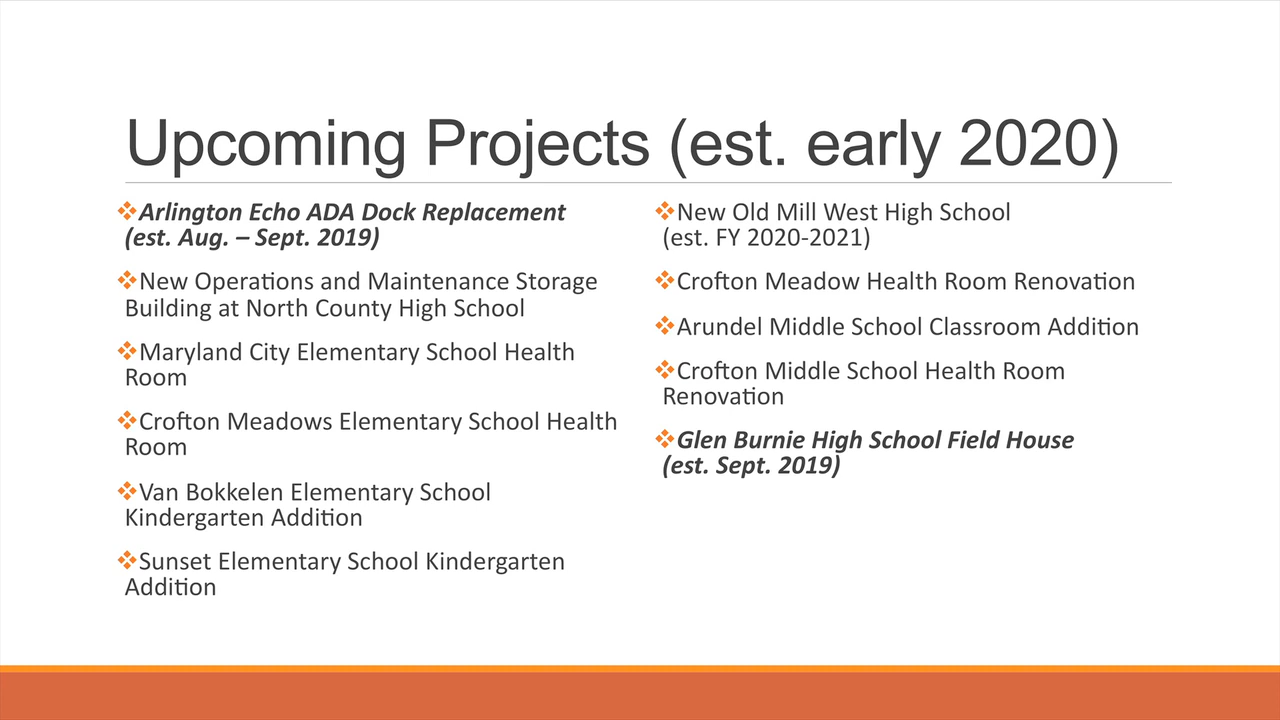 Upcoming Projects (est. early 2020)
❖Arlington Echo ADA Dock Replacement
(est. Aug. – Sept. 2019)
❖New Operations and Maintenance Storage
Building at North County High School
❖Maryland City Elementary School Health
Room
❖Crofton Meadows Elementary School Health
Room
❖Van Bokkelen Elementary School
Kindergarten Addition
❖Sunset Elementary School Kindergarten
Addition
❖New Old Mill West High School
(est. FY 2020-2021)
❖Crofton Meadow Health Room Renovation
❖Arundel Middle School Classroom Addition
❖Crofton Middle School Health Room
Renovation
❖Glen Burnie High School Field House
(est. Sept. 2019)